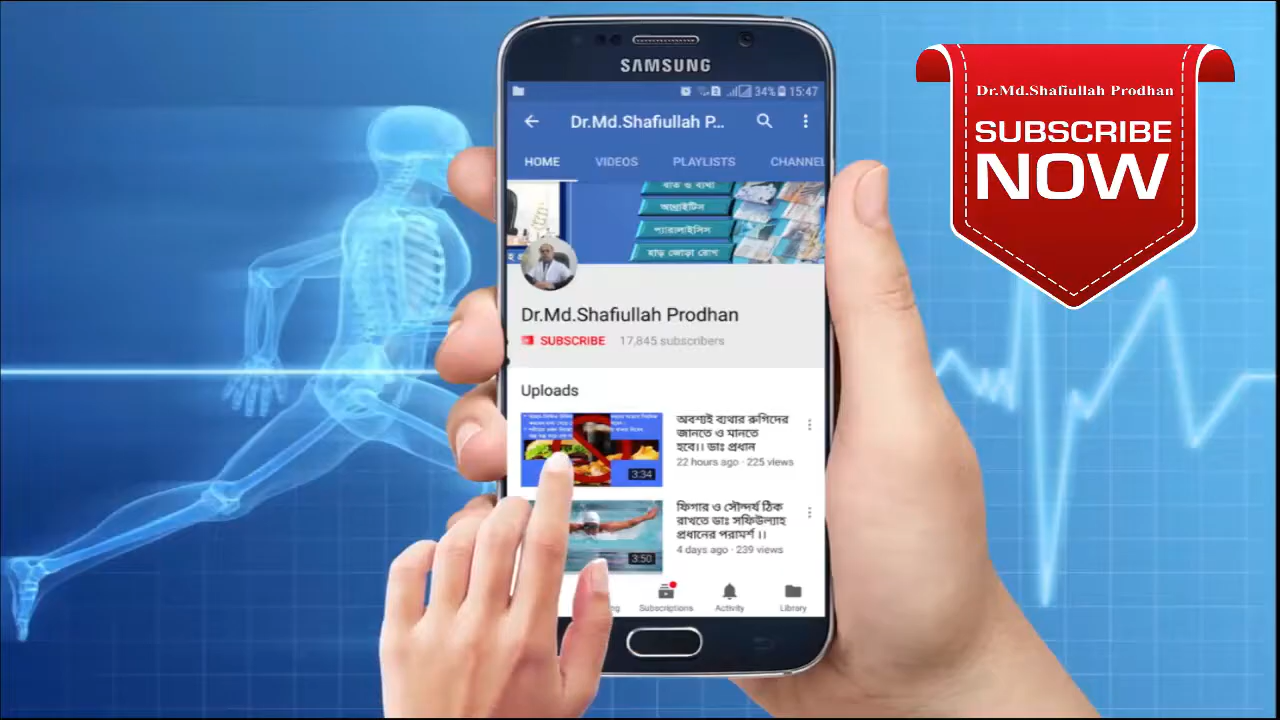 SAMSUNG
34% 15:47
Dr.Md.Shafiullah P...
HOME VIDEOS PLAYLISTS CHANNEL
বাত ও ব্যথা
প্যারালাইসিস
হাড় জোড়া রোগ
Dr.Md.Shafiullah Prodhan
SUBSCRIBE 17,845 subscribers
Uploads
অবশ্যই ব্যথার রুগিদের
জানতে ও মানতে
হবে।। ডাঃ প্রধান
22 hours ago · 225 views
3:34
ফিগার ও সৌন্দর্য ঠিক
রাখতে ডাঃ সফিউল্যাহ
প্রধানের পরামর্শ ।।
4 days ago · 239 views
3:50
Subscriptions Activity Library
Dr.Md.Shafiullah Prodhan
SUBSCRIBE
NOW